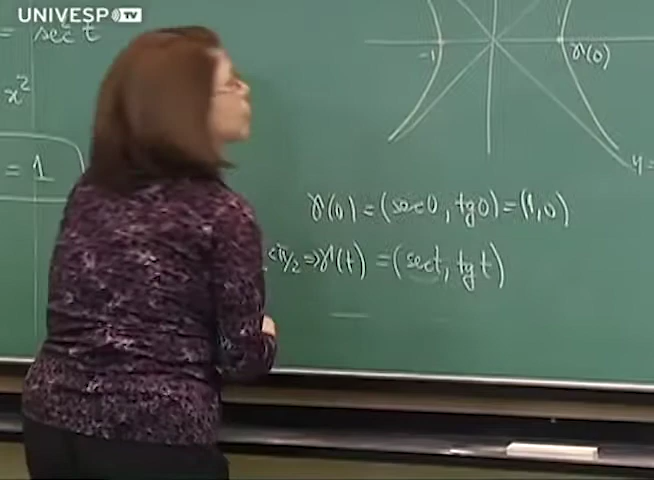 UNIVESP TV
= sec t
x²
= 1
-1
γ(0)
y =
γ(0) = (sec 0, tg 0) = (1, 0)
< π/2 ⇒ γ(t) = (sec t, tg t)